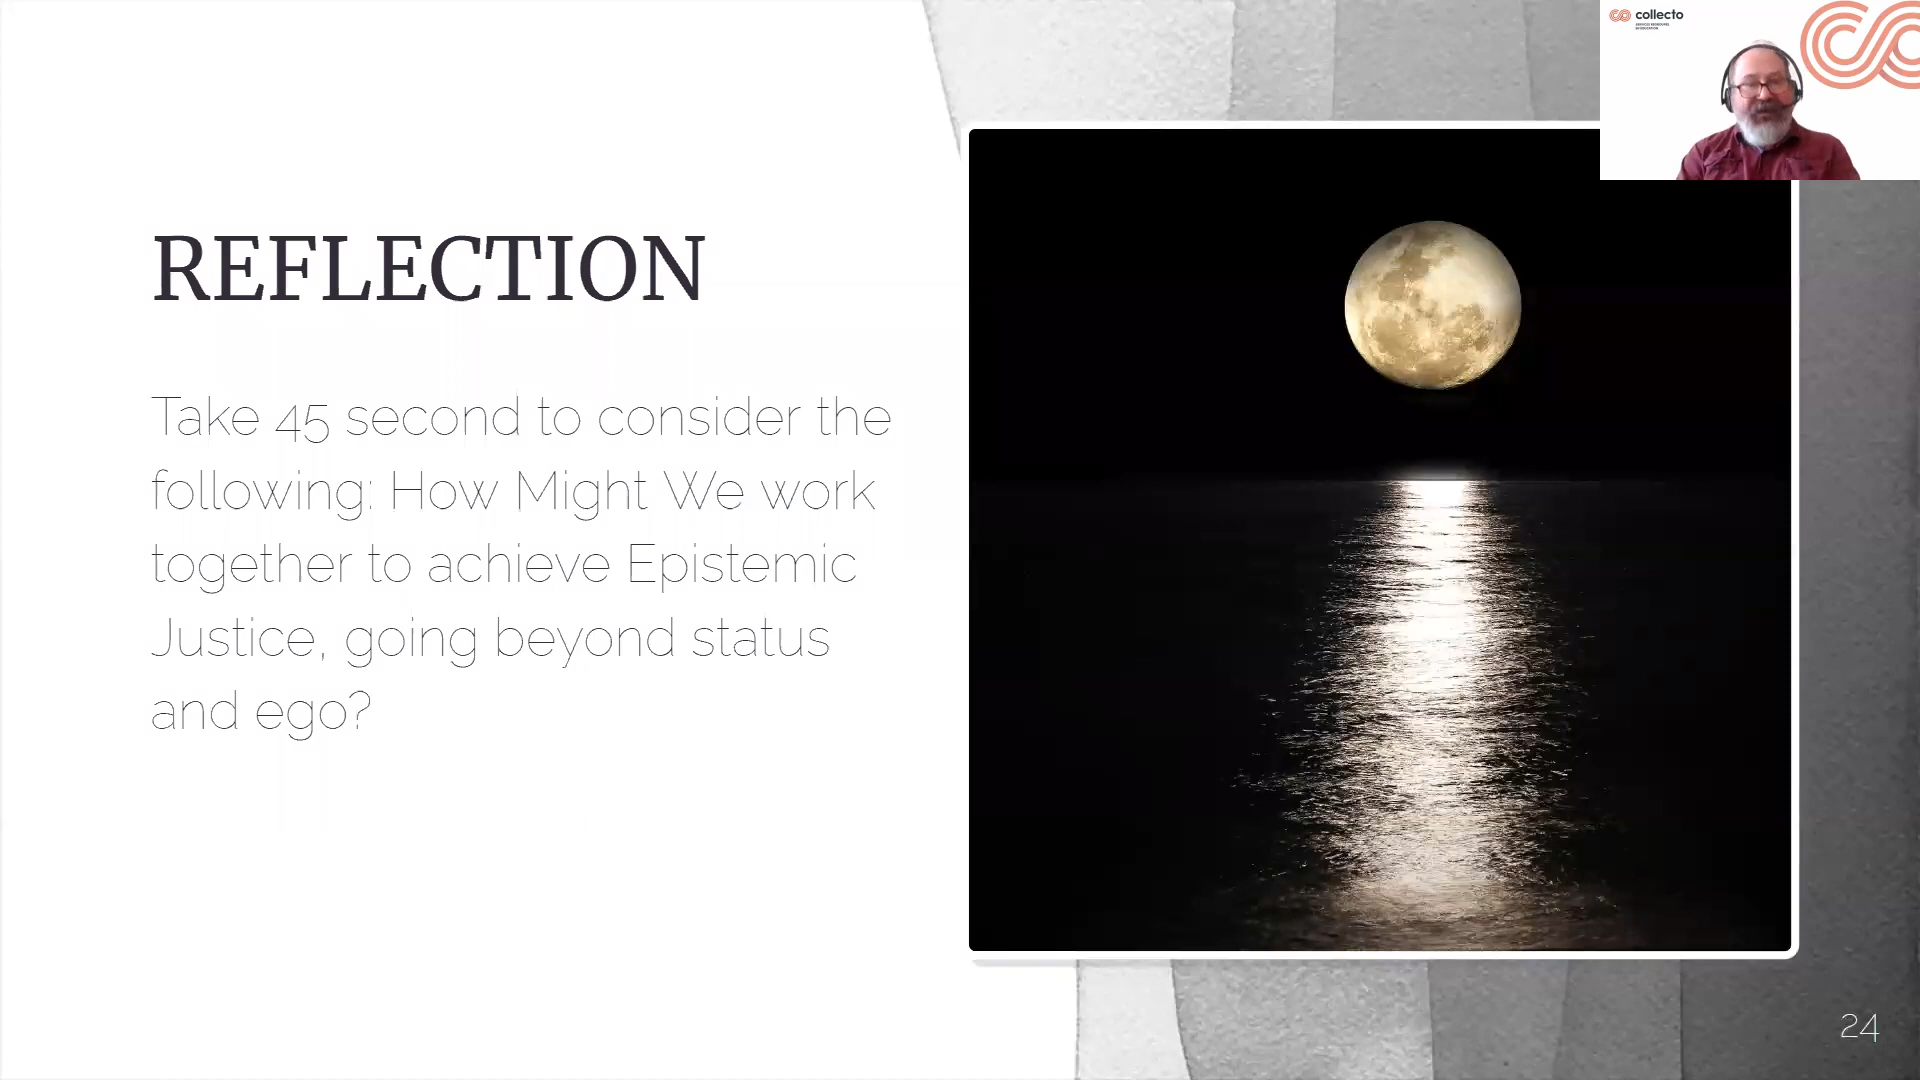 collecto
REFLECTION
Take 45 second to consider the
following: How Might We work
together to achieve Epistemic
Justice, going beyond status
and ego?
24